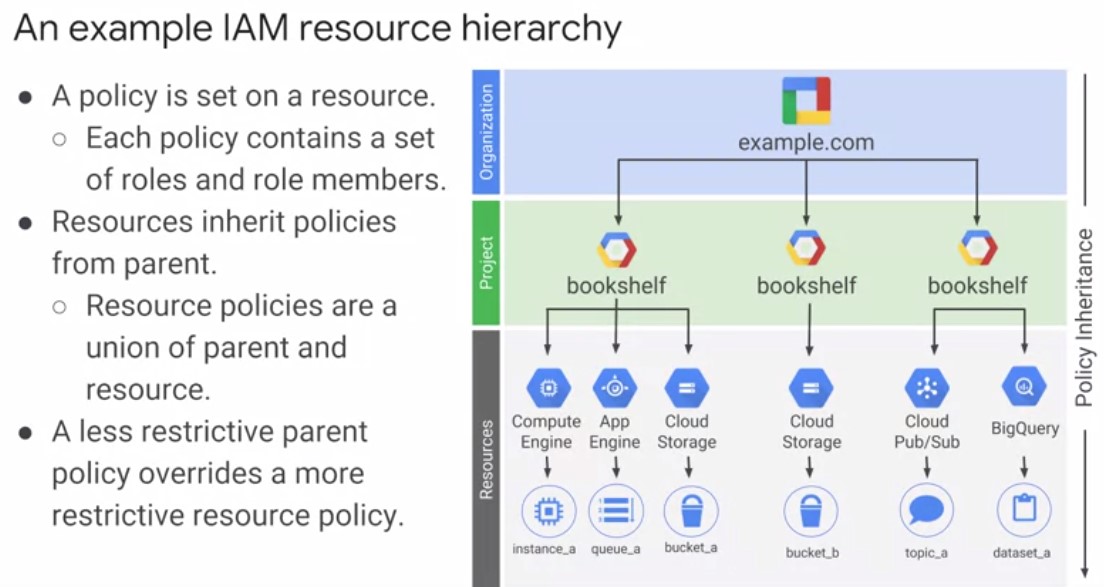 An example IAM resource hierarchy
● A policy is set on a resource.
○ Each policy contains a set
of roles and role members.
● Resources inherit policies
from parent.
○ Resource policies are a
union of parent and
resource.
● A less restrictive parent
policy overrides a more
restrictive resource policy.
Organization
example.com
Project
bookshelf
bookshelf
bookshelf
Resources
Compute
Engine
App
Engine
Cloud
Storage
Cloud
Storage
Cloud
Pub/Sub
BigQuery
instance_a
queue_a
bucket_a
bucket_b
topic_a
dataset_a
Policy Inheritance